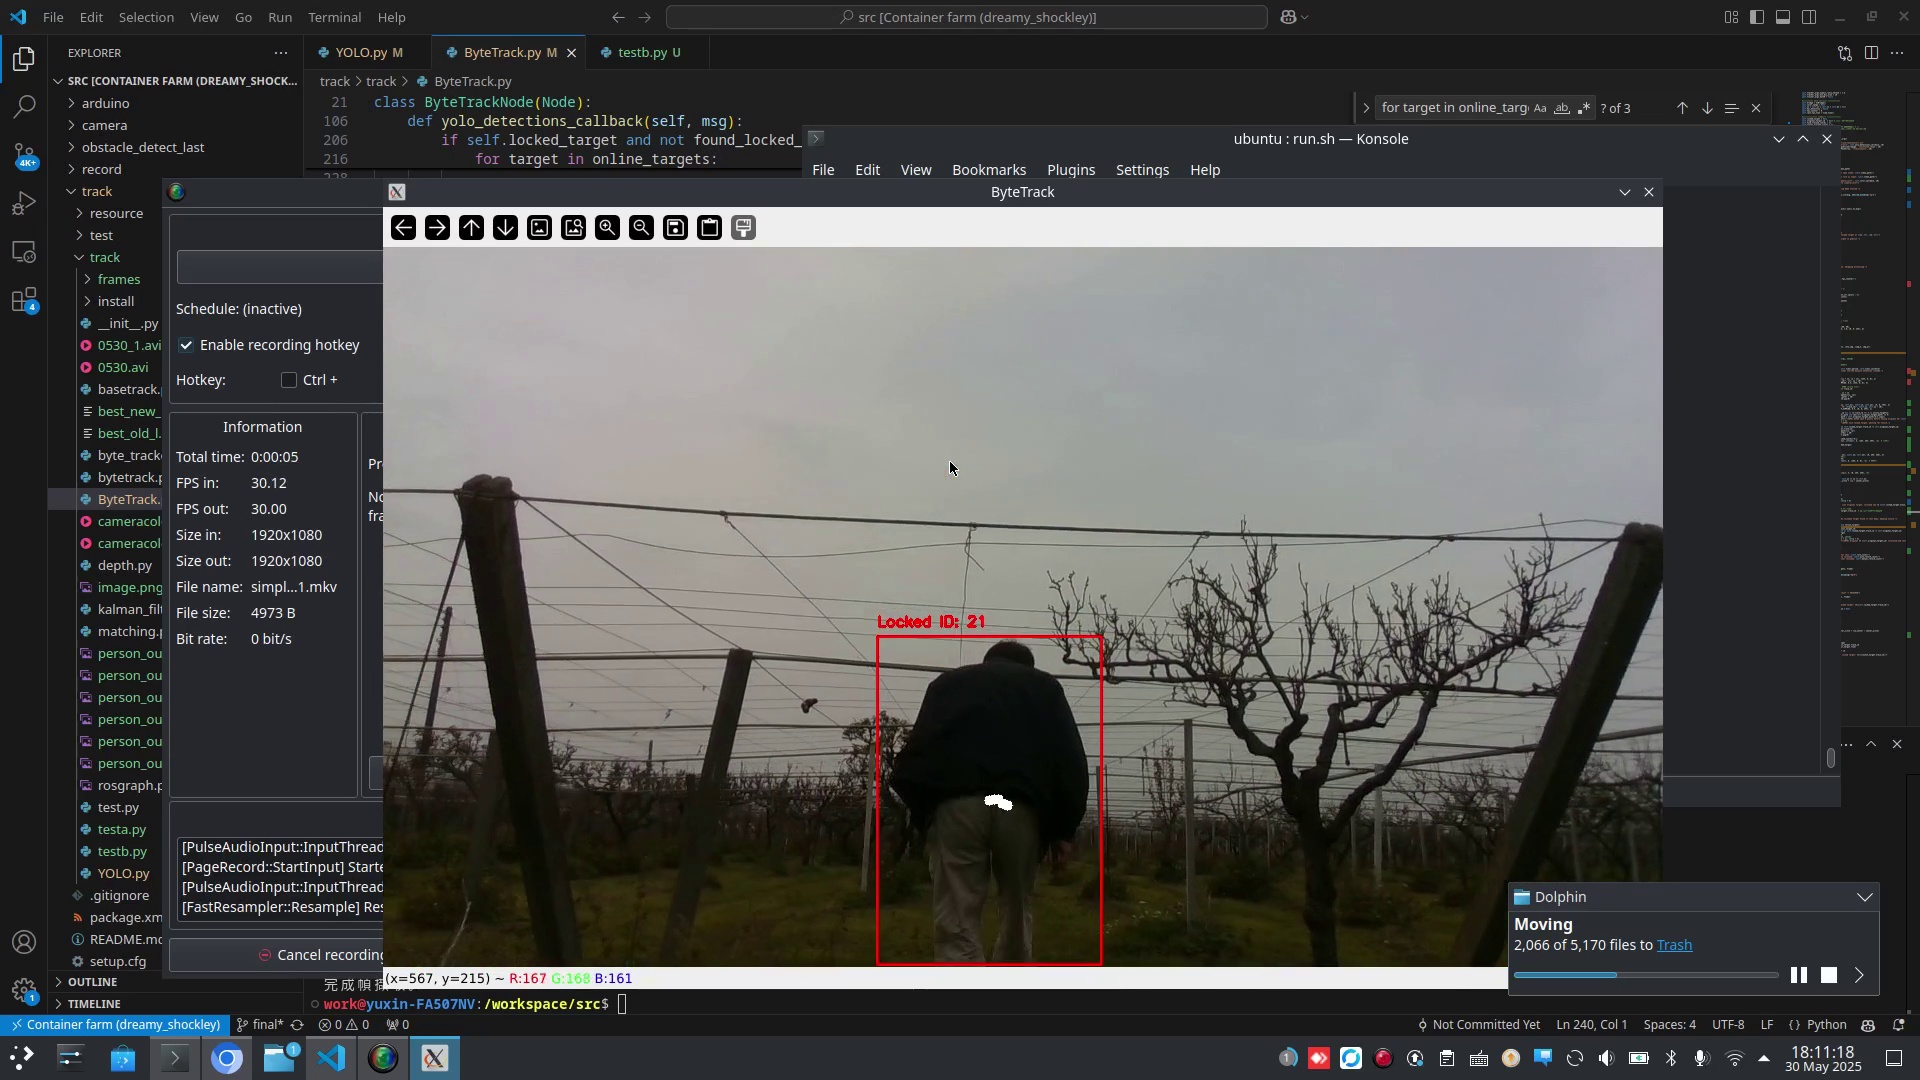 File Edit Selection View Go Run Terminal Help
src [Container farm (dreamy_shockley)]
EXPLORER
YOLO.py M
ByteTrack.py M
testb.py U
SRC [CONTAINER FARM (DREAMY_SHOCK...
track > track > ByteTrack.py
arduino
camera
obstacle_detect_last
record
track
resource
test
track
frames
install
__init__.py
0530_1.avi
0530.avi
basetrack.
best_new_
best_old_l.
byte_track
bytetrack.p
ByteTrack.
cameracol
cameracol
depth.py
image.png
kalman_filt
matching.p
person_ou
person_ou
person_ou
person_ou
person_ou
person_ou
rosgraph.p
test.py
testa.py
testb.py
YOLO.py
.gitignore
package.xm
README.md
setup.cfg
OUTLINE
TIMELINE
4K+
4
1
21 class ByteTrackNode(Node):
106 def yolo_detections_callback(self, msg):
206 if self.locked_target and not found_locked_
216 for target in online_targets:
for target in online_targ
Aa ab
? of 3
ubuntu : run.sh — Konsole
File Edit View Bookmarks Plugins Settings Help
ByteTrack
Schedule: (inactive)
Enable recording hotkey
Hotkey: Ctrl +
Information
Total time: 0:00:05
FPS in: 30.12
FPS out: 30.00
Size in: 1920x1080
Size out: 1920x1080
File name: simpl...1.mkv
File size: 4973 B
Bit rate: 0 bit/s
Pr
No
fra
[PulseAudioInput::InputThread
[PageRecord::StartInput] Starte
[PulseAudioInput::InputThread
[FastResampler::Resample] Res
Cancel recording
Locked ID: 21
(x=567, y=215) ~ R:167 G:168 B:161
work@yuxin-FA507NV:/workspace/src$
Dolphin
Moving
2,066 of 5,170 files to Trash
Container farm (dreamy_shockley)
final*
0 0
0
Not Committed Yet
Ln 240, Col 1
Spaces: 4
UTF-8
LF
{} Python
1
1
18:11:18
30 May 2025